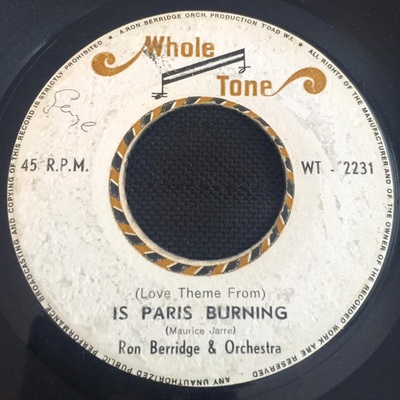 A RON BERRIDGE ORCH. PRODUCTION T'DAD W.I.
ALL RIGHTS OF THE MANUFACTURER AND OF THE OWNER OF THE RECORDED WORK RESERVED
ANY UNAUTHORISED PUBLIC PERFORMANCE BROADCASTING AND COPYING OF THIS RECORD IS STRICTLY PROHIBITED
Whole
Tone
George
45 R.P.M.
WT - 2231
(Love Theme From)
IS PARIS BURNING
(Maurice Jarre)
Ron Berridge & Orchestra